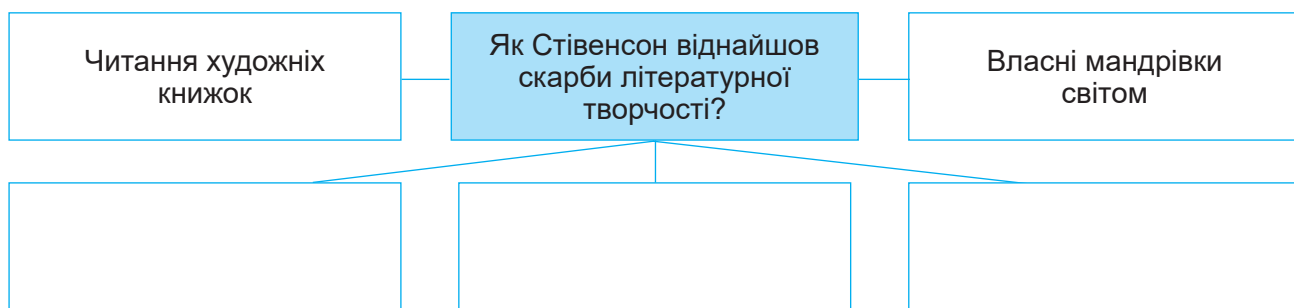 Читання художніх
книжок
Як Стівенсон віднайшов
скарби літературної
творчості?
Власні мандрівки
світом